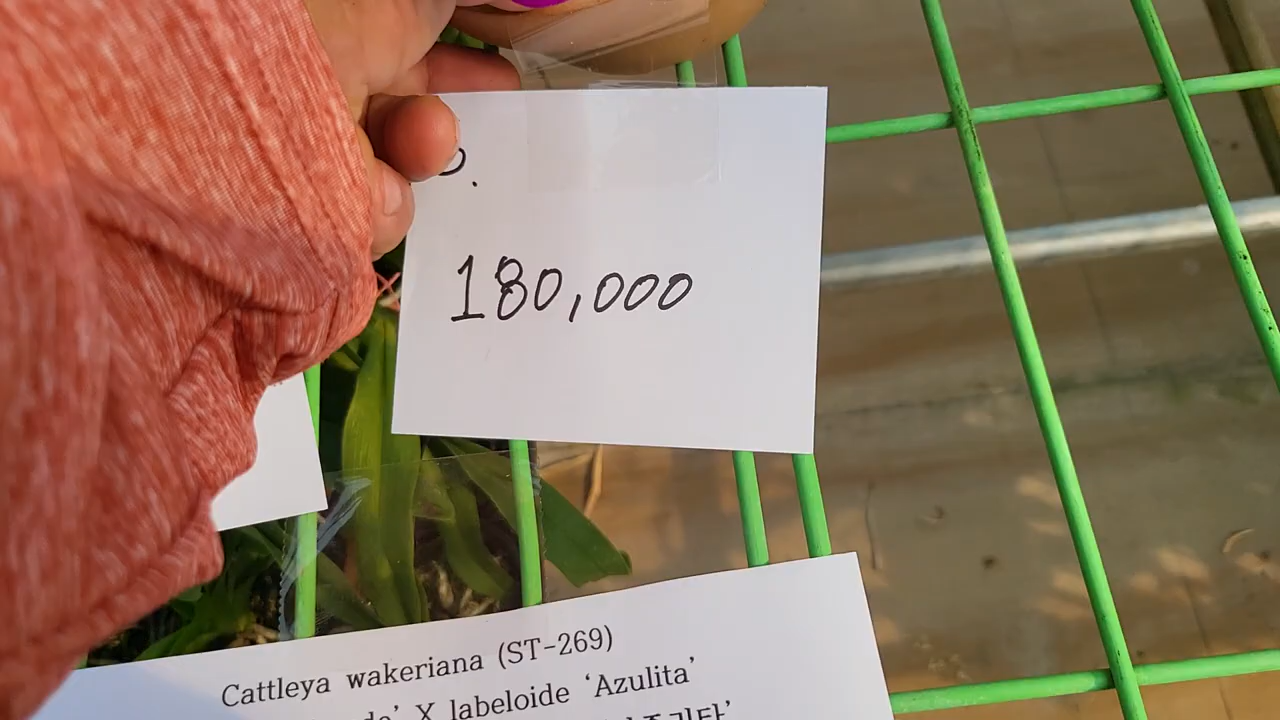 180,000
Cattleya wakeriana (ST-269)
X labeloide ‘Azulita’